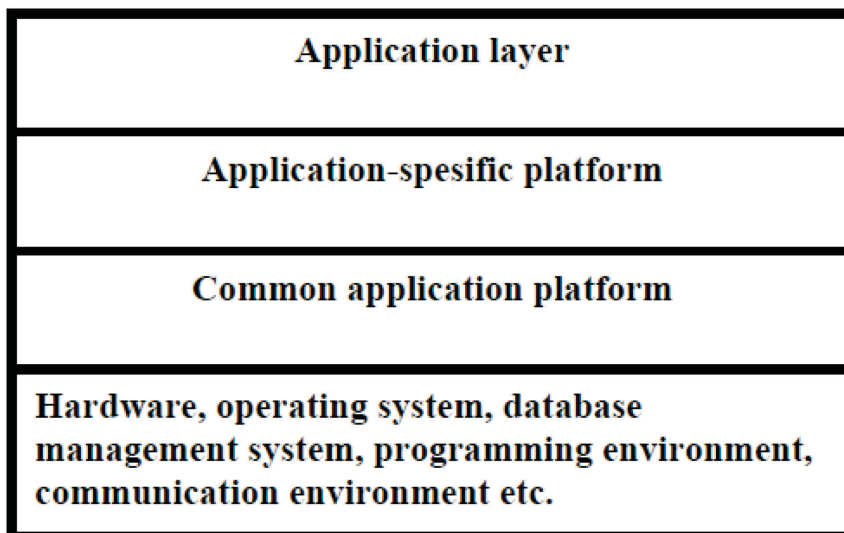 Application layer
Application-spesific platform
Common application platform
Hardware, operating system, database
management system, programming environment,
communication environment etc.